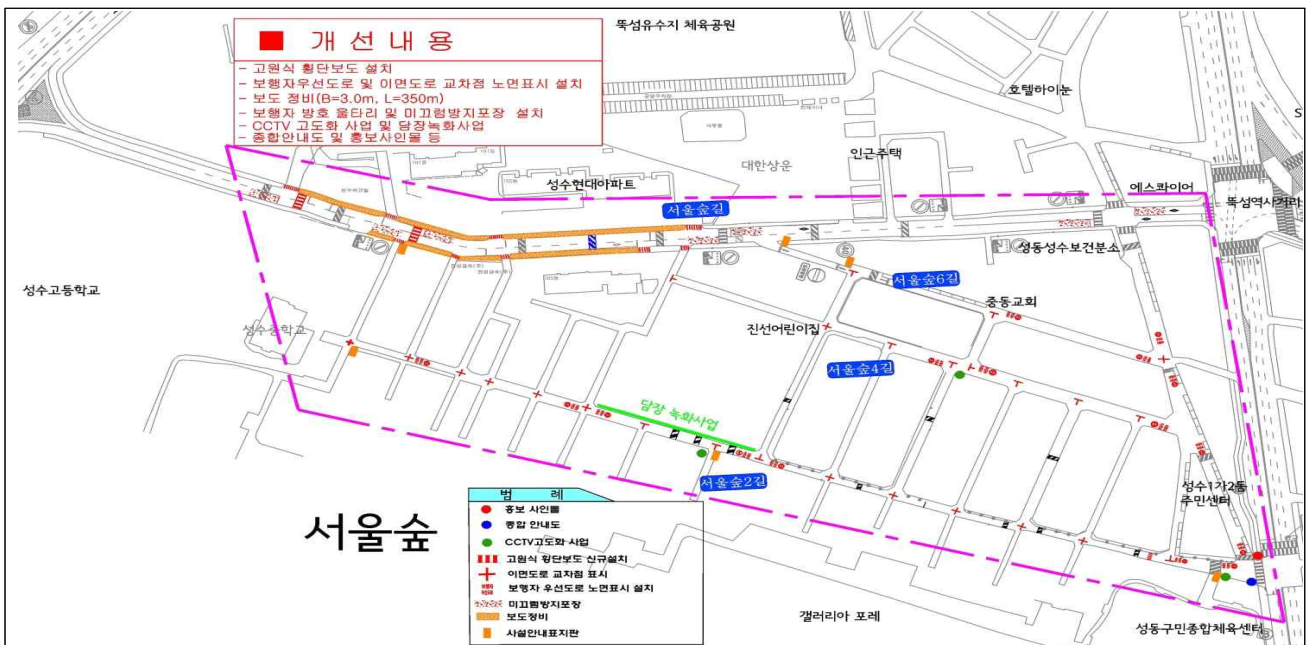 뚝섬유수지 체육공원
■ 개 선 내 용
- 고원식 횡단보도 설치
- 보행자우선도로 및 이면도로 교차점 노면표시 설치
- 보도 정비(B=3.0m, L=350m)
- 보행자 방호 울타리 및 미끄럼방지포장 설치
- CCTV 고도화 사업 및 담장녹화사업
- 종합안내도 및 홍보사인몰 등
호텔하이눈
인근주택
대한상운
성수현대아파트
에스콰이어
서울숲길
뚝섬역사거리
성동성수보건분소
성수고등학교
서울숲6길
중동교회
성수중학교
진선어린이집
서울숲4길
담장 녹화사업
서울숲2길
성수1가2동
주민센터
서울숲
범 례
홍보 사인몰
종합 안내도
CCTV고도화 사업
고원식 횡단보도 신규설치
이면도로 교차점 표시
보행자 우선도로 노면표시 설치
미끄럼방지포장
보도정비
사설안내표지판
갤러리아 포레
성동구민종합체육센터